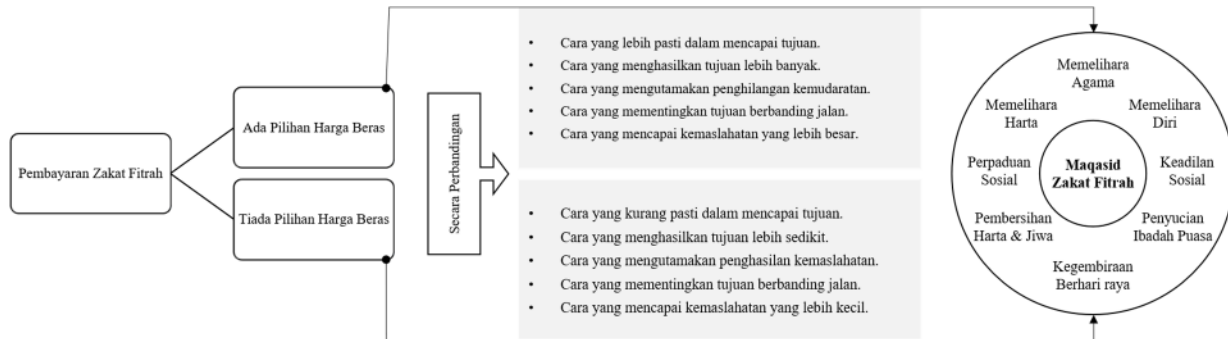 Pembayaran Zakat Fitrah
Ada Pilihan Harga Beras
Tiada Pilihan Harga Beras
Secara Perbandingan
• Cara yang lebih pasti dalam mencapai tujuan.
• Cara yang menghasilkan tujuan lebih banyak.
• Cara yang mengutamakan penghilangan kemudaratan.
• Cara yang mementingkan tujuan berbanding jalan.
• Cara yang mencapai kemaslahatan yang lebih besar.
• Cara yang kurang pasti dalam mencapai tujuan.
• Cara yang menghasilkan tujuan lebih sedikit.
• Cara yang mengutamakan penghasilan kemaslahatan.
• Cara yang mementingkan tujuan berbanding jalan.
• Cara yang mencapai kemaslahatan yang lebih kecil.
Memelihara
Agama
Memelihara
Harta
Memelihara
Diri
Perpaduan
Sosial
Maqasid
Zakat Fitrah
Keadilan
Sosial
Pembersihan
Harta & Jiwa
Penyucian
Ibadah Puasa
Kegembiraan
Berhari raya